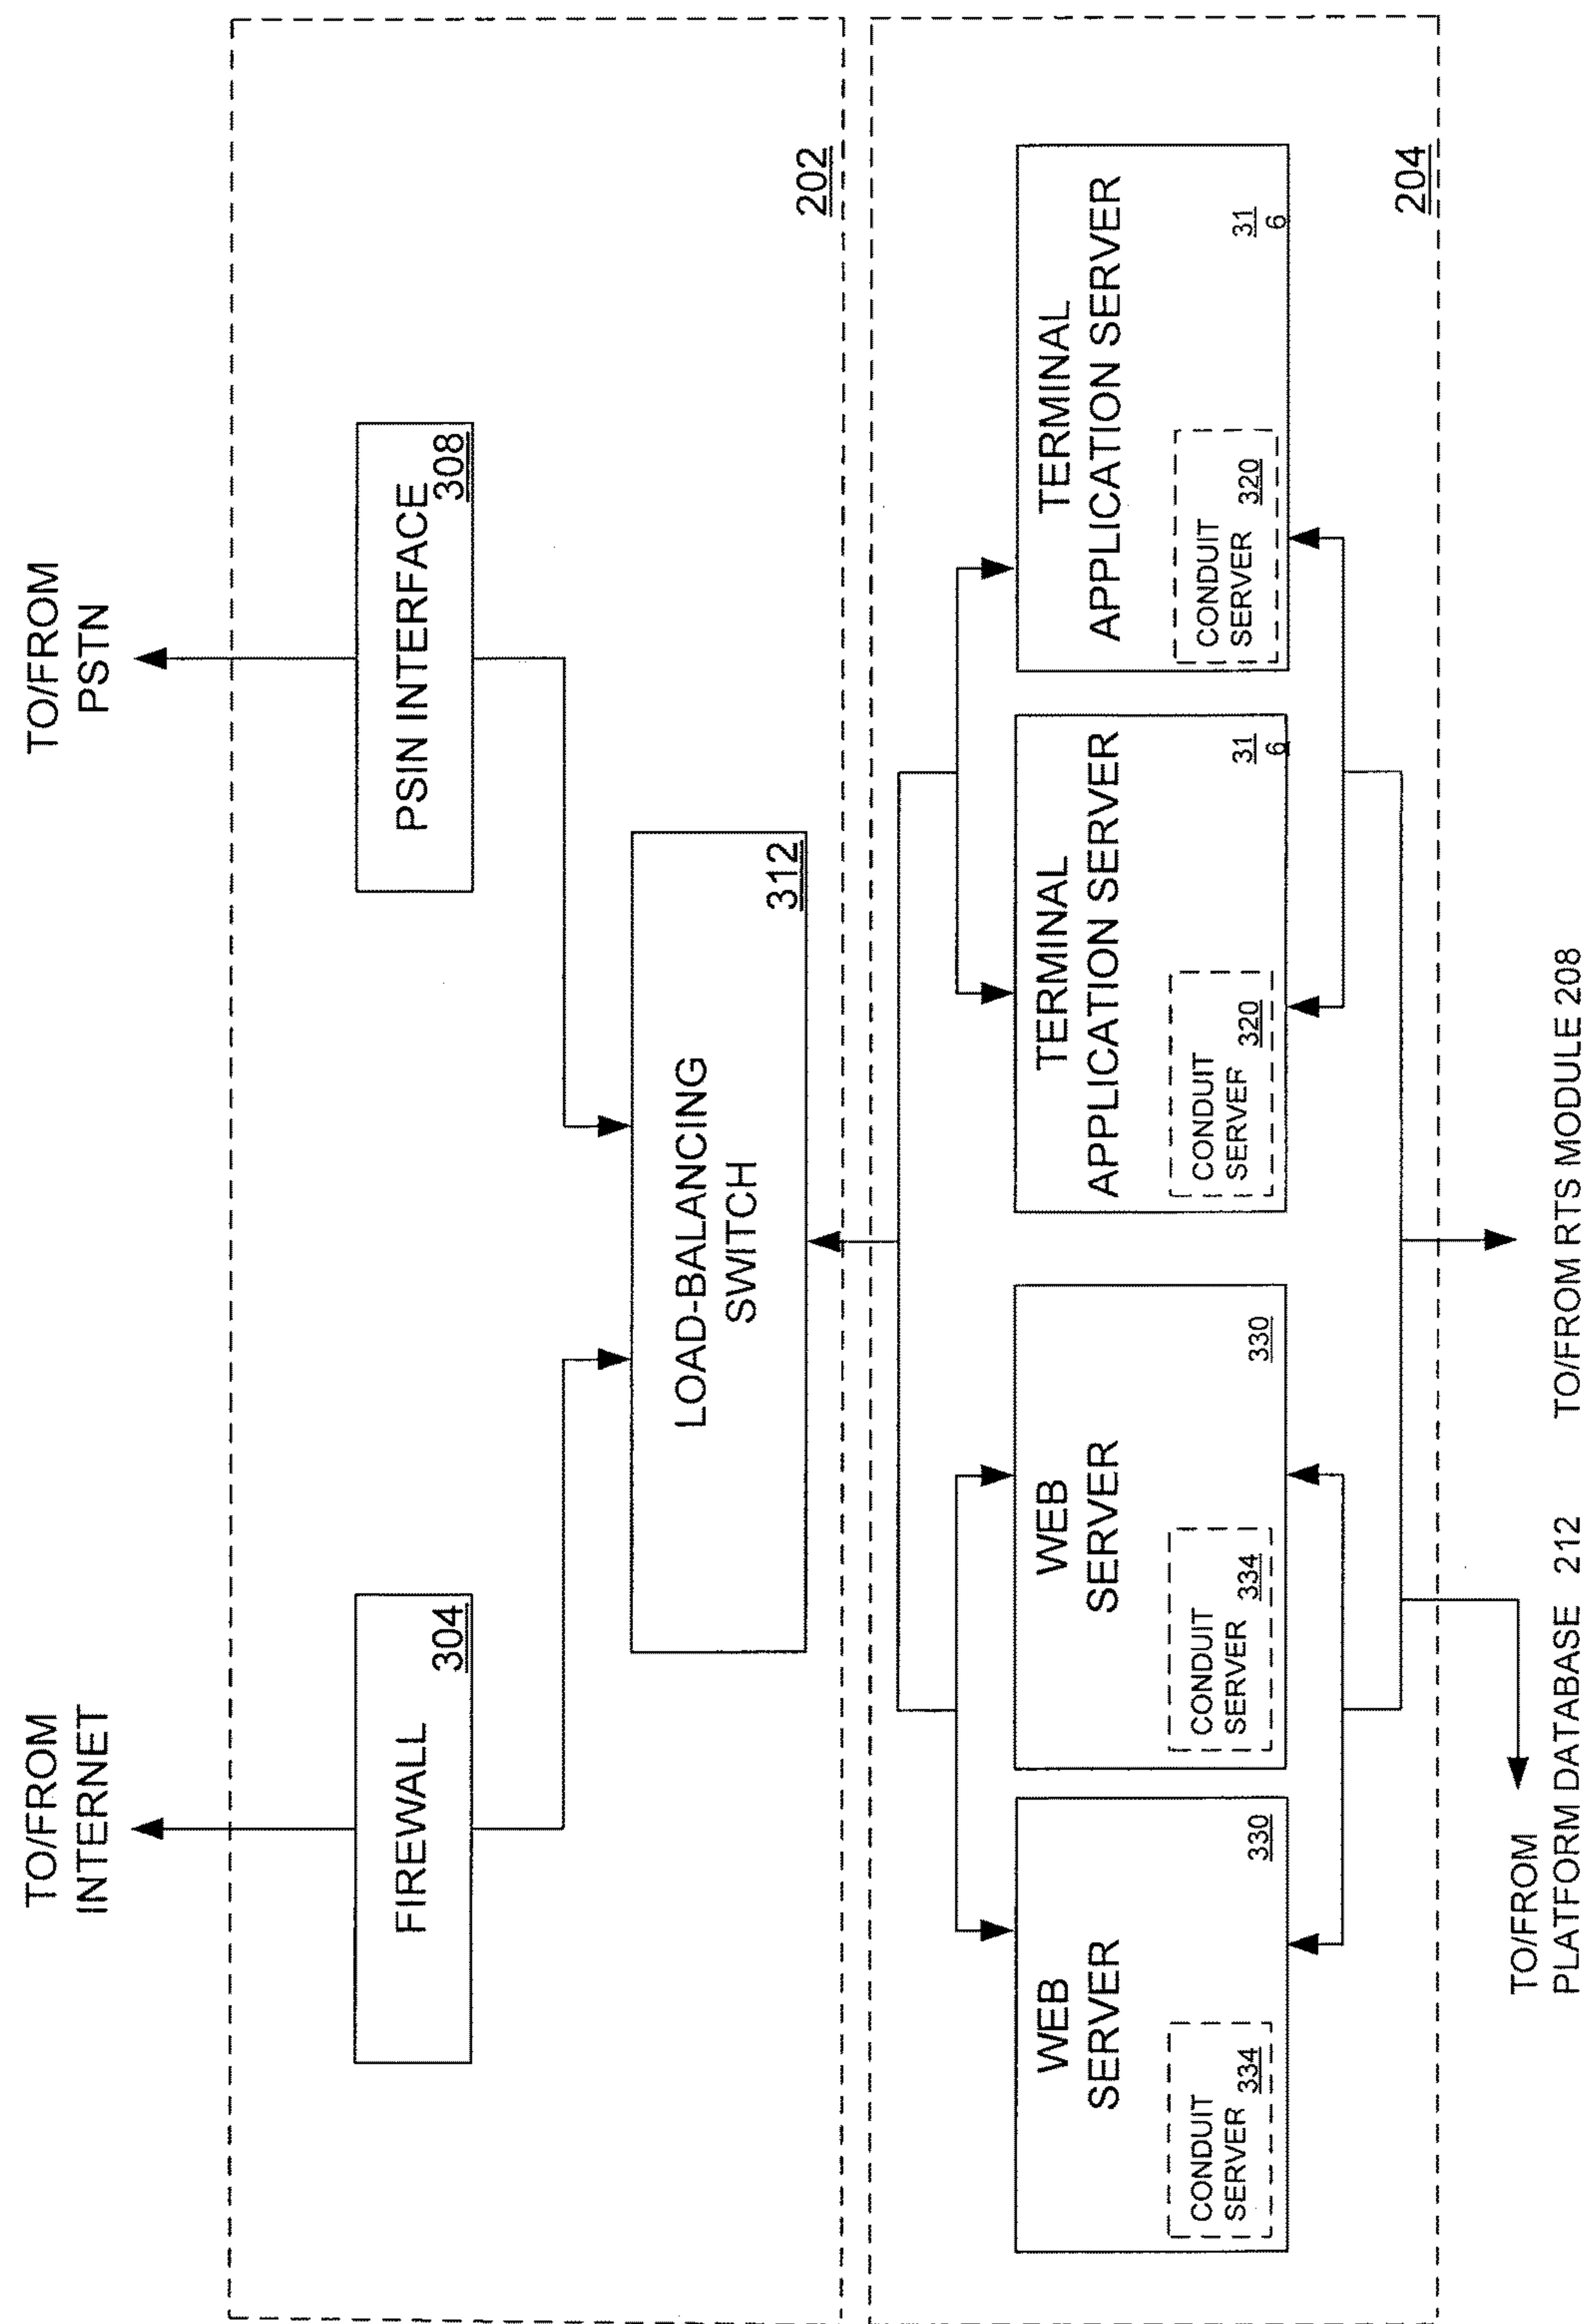 TO/FROM
INTERNET
TO/FROM
PSTN
FIREWALL
304
PSIN INTERFACE
308
LOAD-BALANCING
SWITCH
312
202
WEB
SERVER
330
CONDUIT
SERVER
334
WEB
SERVER
330
CONDUIT
SERVER
334
TERMINAL
APPLICATION SERVER
31
6
CONDUIT
SERVER
320
TERMINAL
APPLICATION SERVER
31
6
CONDUIT
SERVER
320
204
TO/FROM
PLATFORM DATABASE 212
TO/FROM RTS MODULE 208